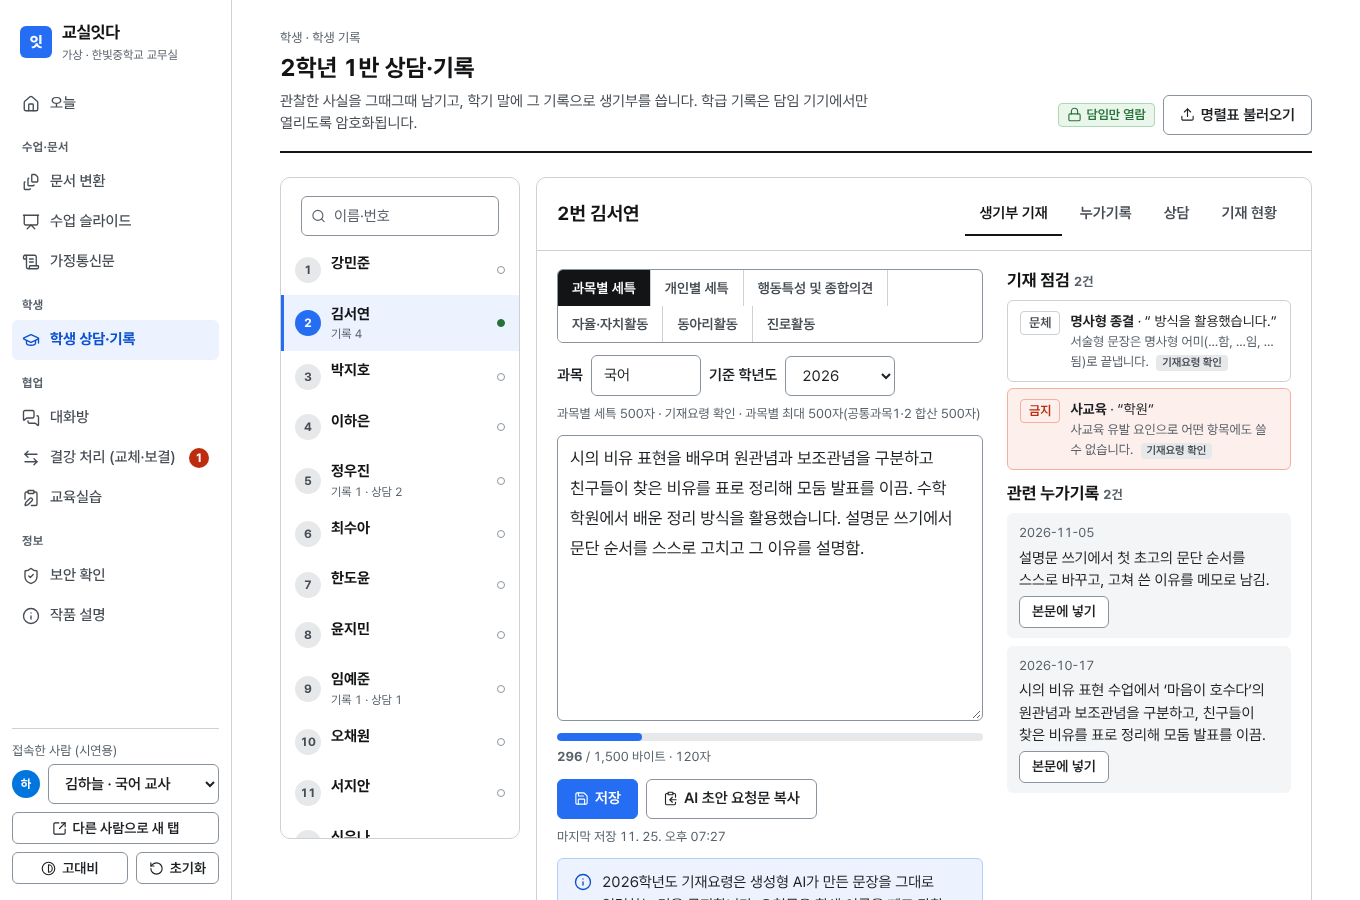 잇
교실잇다
가상 · 한빛중학교 교무실
오늘
수업·문서
문서 변환
수업 슬라이드
가정통신문
학생
학생 상담·기록
협업
대화방
결강 처리 (교체·보결)
1
교육실습
정보
보안 확인
작품 설명
접속한 사람 (시연용)
하
김하늘 · 국어 교사
다른 사람으로 새 탭
고대비
초기화
학생 · 학생 기록
2학년 1반 상담·기록
관찰한 사실을 그때그때 남기고, 학기 말에 그 기록으로 생기부를 씁니다. 학급 기록은 담임 기기에서만
열리도록 암호화됩니다.
담임만 열람
명렬표 불러오기
이름·번호
1
강민준
2
김서연
기록 4
3
박지호
4
이하은
5
정우진
기록 1 · 상담 2
6
최수아
7
한도윤
8
윤지민
9
임예준
기록 1 · 상담 1
10
오채원
11
서지안
2번 김서연
생기부 기재
누가기록
상담
기재 현황
과목별 세특
개인별 세특
행동특성 및 종합의견
자율·자치활동
동아리활동
진로활동
과목
국어
기준 학년도
2026
과목별 세특 500자 · 기재요령 확인 · 과목별 최대 500자(공통과목1·2 합산 500자)
시의 비유 표현을 배우며 원관념과 보조관념을 구분하고
친구들이 찾은 비유를 표로 정리해 모둠 발표를 이끔. 수학
학원에서 배운 정리 방식을 활용했습니다. 설명문 쓰기에서
문단 순서를 스스로 고치고 그 이유를 설명함.
296 / 1,500 바이트 · 120자
저장
AI 초안 요청문 복사
마지막 저장 11. 25. 오후 07:27
2026학년도 기재요령은 생성형 AI가 만든 문장을 그대로
기재 점검 2건
문체
명사형 종결 · “ 방식을 활용했습니다.”
서술형 문장은 명사형 어미(…함, …임, …
됨)로 끝냅니다. 기재요령 확인
금지
사교육 · “학원”
사교육 유발 요인으로 어떤 항목에도 쓸
수 없습니다. 기재요령 확인
관련 누가기록 2건
2026-11-05
설명문 쓰기에서 첫 초고의 문단 순서를
스스로 바꾸고, 고쳐 쓴 이유를 메모로 남김.
본문에 넣기
2026-10-17
시의 비유 표현 수업에서 ‘마음이 호수다’의
원관념과 보조관념을 구분하고, 친구들이
찾은 비유를 표로 정리해 모둠 발표를 이끔.
본문에 넣기